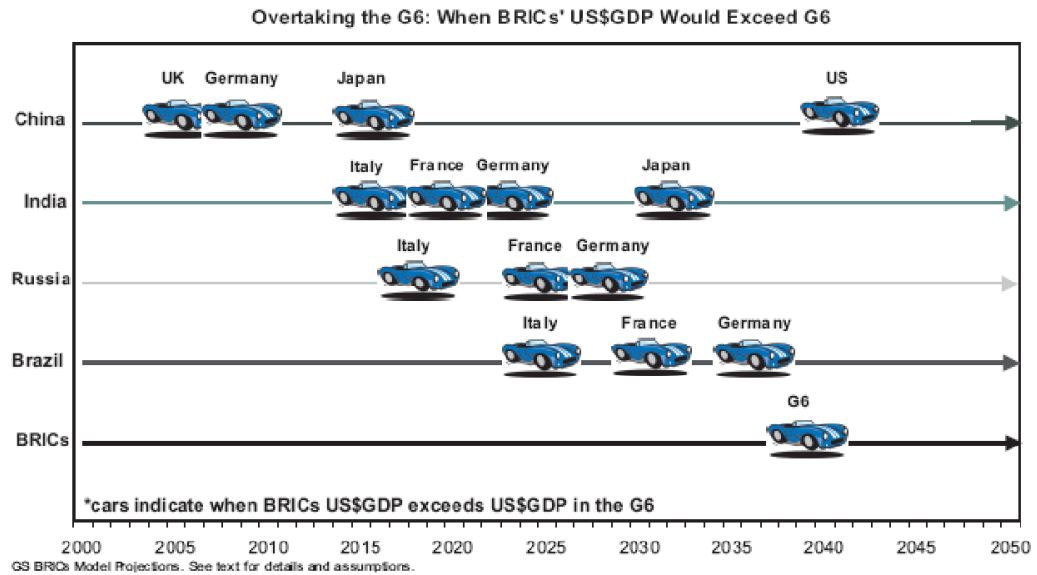 Overtaking the G6: When BRICs' US$GDP Would Exceed G6
UK Germany Japan US
China
Italy France Germany Japan
India
Italy France Germany
Russia
Italy France Germany
Brazil
G6
BRICs
*cars indicate when BRICs US$GDP exceeds US$GDP in the G6
2000 2005 2010 2015 2020 2025 2030 2035 2040 2045 2050
GS BRICs Model Projections. See text for details and assumptions.